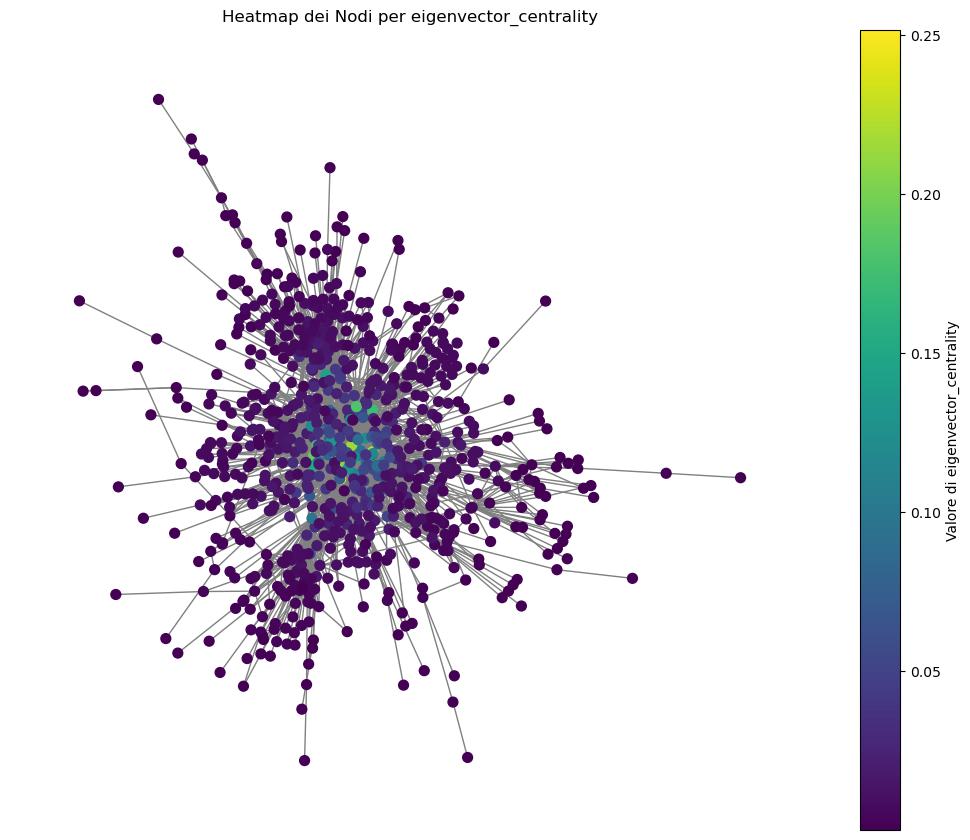 Heatmap dei Nodi per eigenvector_centrality
0.25
0.20
0.15
0.10
0.05
Valore di eigenvector_centrality